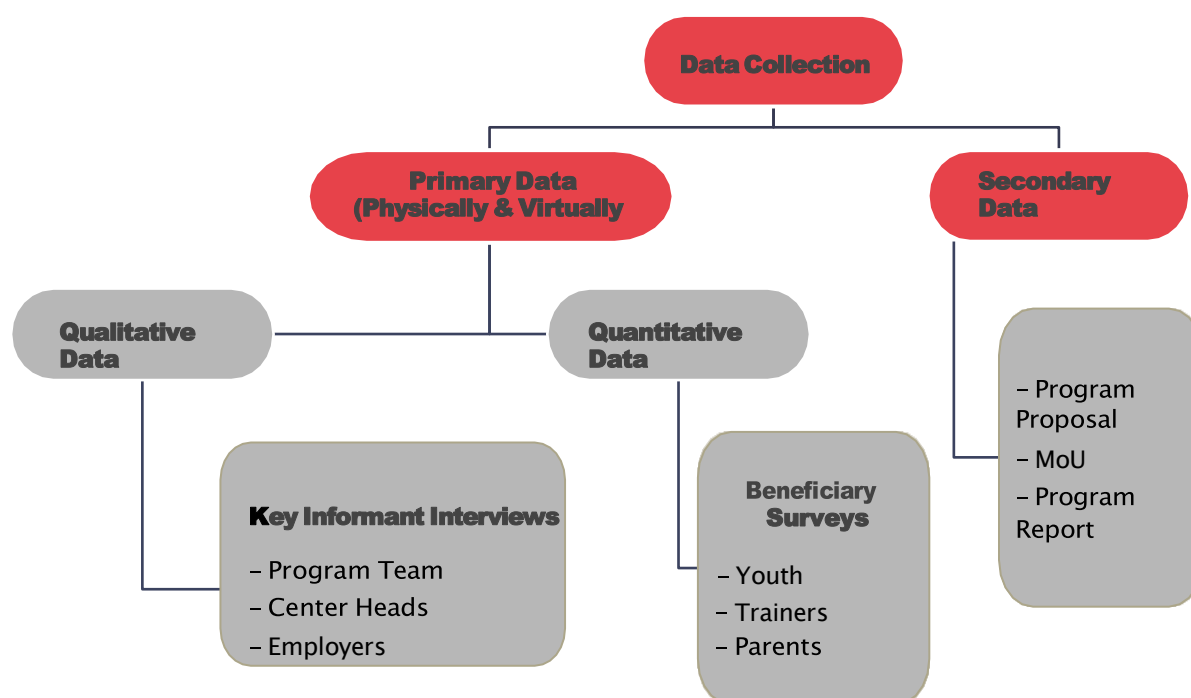 Data Collection
Primary Data
(Physically & Virtually
Secondary
Data
Qualitative
Data
Quantitative
Data
Key Informant Interviews
– Program Team
– Center Heads
– Employers
Beneficiary
Surveys
– Youth
– Trainers
– Parents
– Program
Proposal
– MoU
– Program
Report